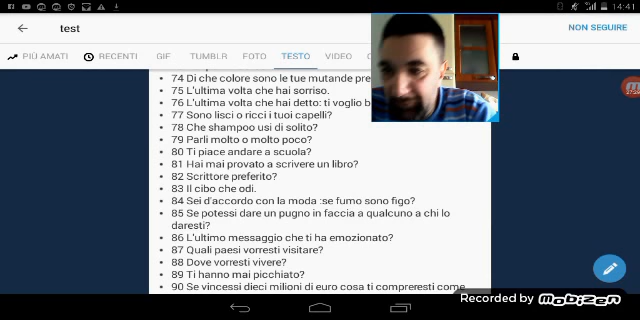 14:41
test
NON SEGUIRE
PIÙ AMATI RECENTI GIF TUMBLR FOTO TESTO VIDEO
74 Di che colore sono le tue mutande
75 L'ultima volta che hai sorriso.
76 L'ultima volta che hai detto: ti voglio
77 Sono lisci o ricci i tuoi capelli?
78 Che shampoo usi di solito?
79 Parli molto o molto poco?
80 Ti piace andare a scuola?
81 Hai mai provato a scrivere un libro?
82 Scrittore preferito?
83 Il cibo che odi.
84 Sei d'accordo con la moda :se fumo sono figo?
85 Se potessi dare un pugno in faccia a qualcuno a chi lo
daresti?
86 L'ultimo messaggio che ti ha emozionato?
87 Quali paesi vorresti visitare?
88 Dove vorresti vivere?
89 Ti hanno mai picchiato?
90 Se vincessi dieci milioni di euro cosa ti compreresti come
Recorded by Mobizen